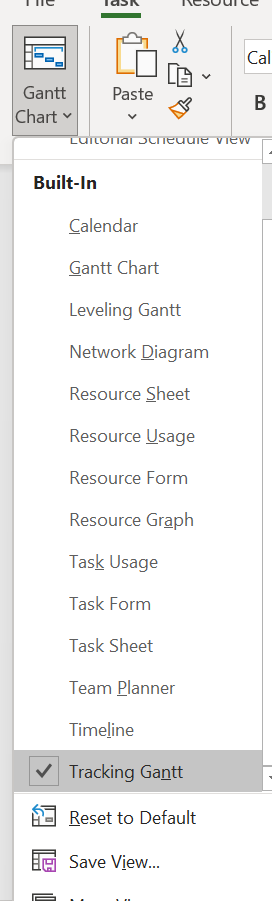 File Task Resource
Gantt
Chart
Paste
Cal
B
Editorial Schedule View
Built-In
Calendar
Gantt Chart
Leveling Gantt
Network Diagram
Resource Sheet
Resource Usage
Resource Form
Resource Graph
Task Usage
Task Form
Task Sheet
Team Planner
Timeline
Tracking Gantt
Reset to Default
Save View...